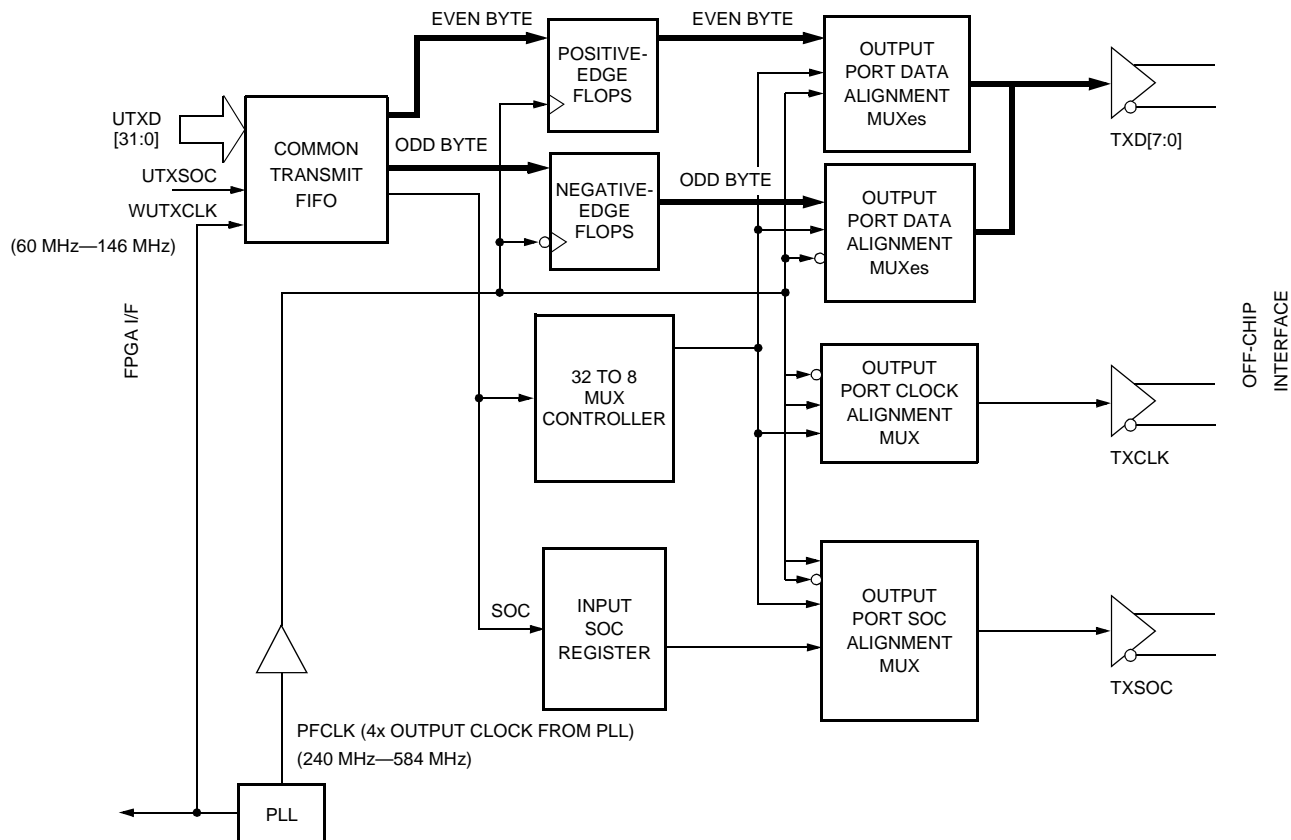 EVEN BYTE
EVEN BYTE
POSITIVE-
EDGE
FLOPS
OUTPUT
PORT DATA
ALIGNMENT
MUXes
TXD[7:0]
UTXD
[31:0]
UTXSOC
WUTXCLK
(60 MHz—146 MHz)
COMMON
TRANSMIT
FIFO
ODD BYTE
NEGATIVE-
EDGE
FLOPS
ODD BYTE
OUTPUT
PORT DATA
ALIGNMENT
MUXes
FPGA I/F
OFF-CHIP
INTERFACE
32 TO 8
MUX
CONTROLLER
OUTPUT
PORT CLOCK
ALIGNMENT
MUX
TXCLK
SOC
INPUT
SOC
REGISTER
OUTPUT
PORT SOC
ALIGNMENT
MUX
TXSOC
PFCLK (4x OUTPUT CLOCK FROM PLL)
(240 MHz—584 MHz)
PLL